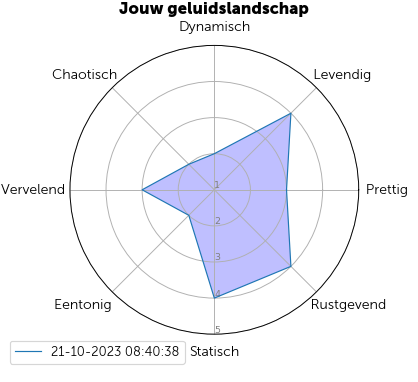 Jouw geluidslandschap
Dynamisch
Chaotisch
Levendig
Vervelend
1
Prettig
2
3
4
Eentonig
Rustgevend
5
21-10-2023 08:40:38
Statisch